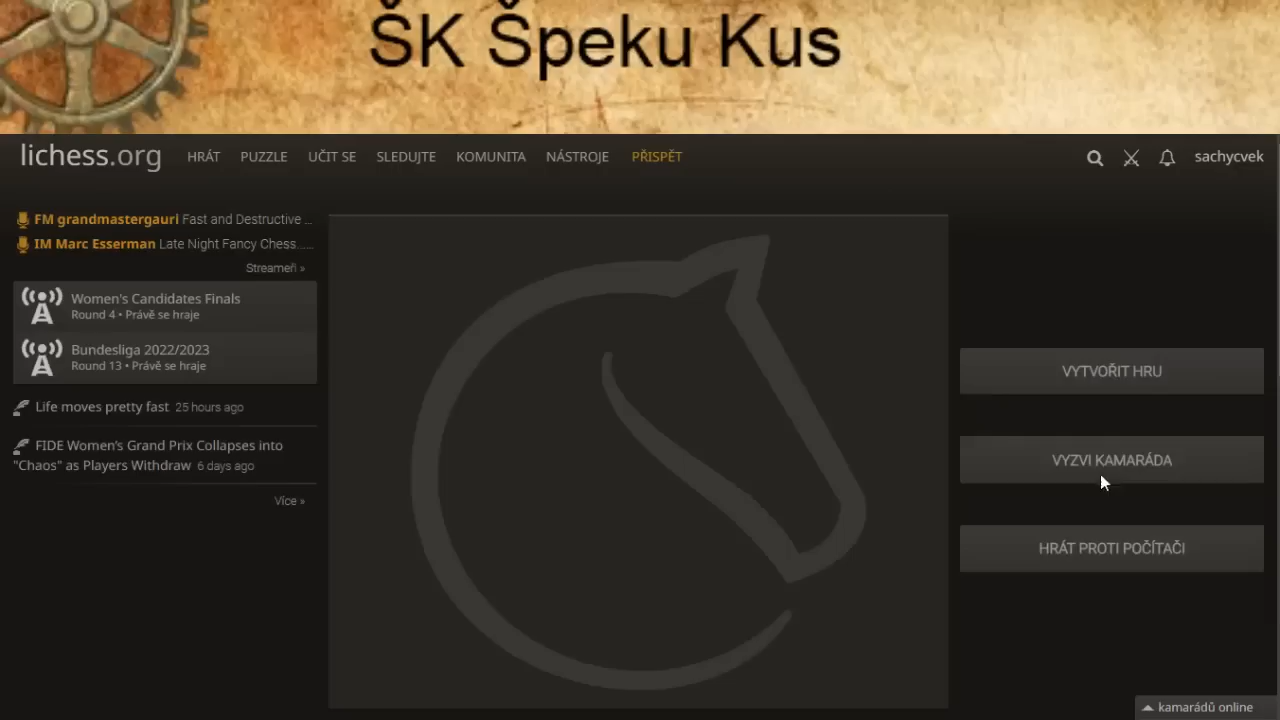 ŠK Špeku Kus
lichess.org HRÁT PUZZLE UČIT SE SLEDUJTE KOMUNITA NÁSTROJE PŘISPĚT sachycvek
FM grandmastergauri Fast and Destructive ...
IM Marc Esserman Late Night Fancy Chess ......
Streameři »
Women's Candidates Finals
Round 4 • Právě se hraje
Bundesliga 2022/2023
Round 13 • Právě se hraje
Life moves pretty fast 25 hours ago
FIDE Women’s Grand Prix Collapses into
"Chaos" as Players Withdraw 6 days ago
Více »
VYTVOŘIT HRU
VYZVI KAMARÁDA
HRÁT PROTI POČÍTAČI
kamarádů online